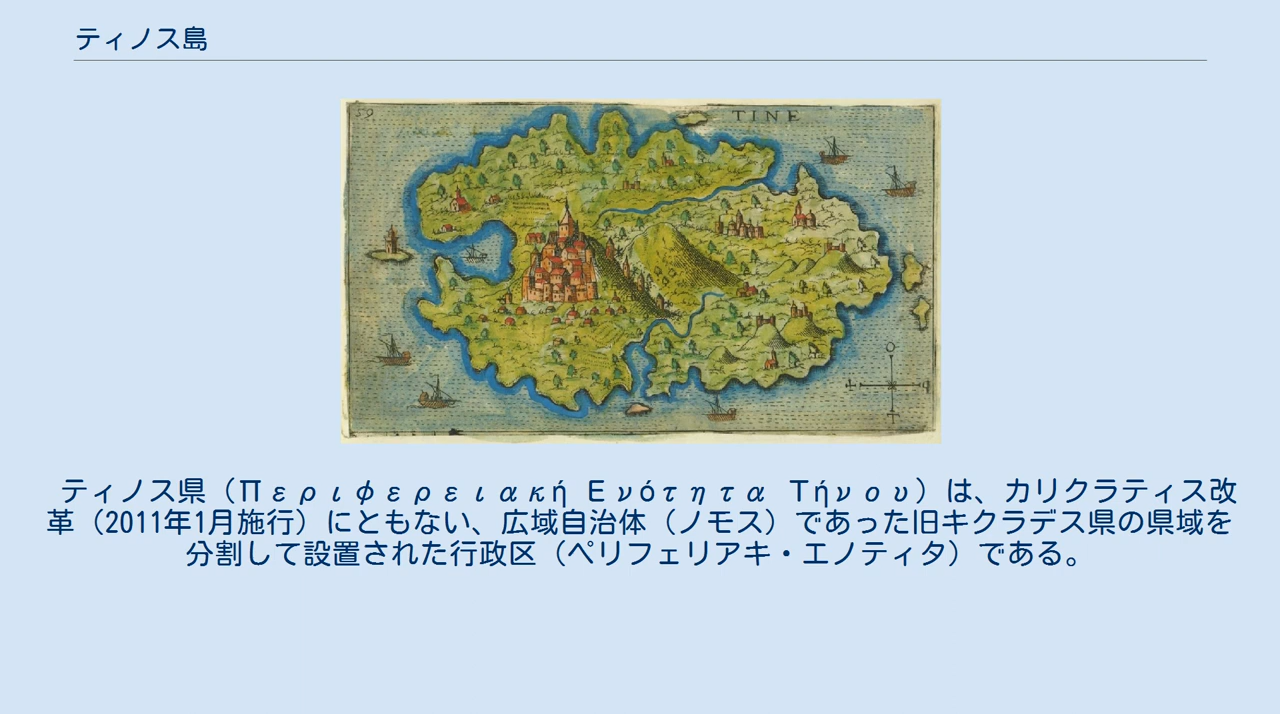 ティノス島
59
TINE
ティノス県（Περιφερειακή Ενότητα Τήνου）は、カリクラティス改
革（2011年1月施行）にともない、広域自治体（ノモス）であった旧キクラデス県の県域を
分割して設置された行政区（ペリフェリアキ・エノティタ）である。